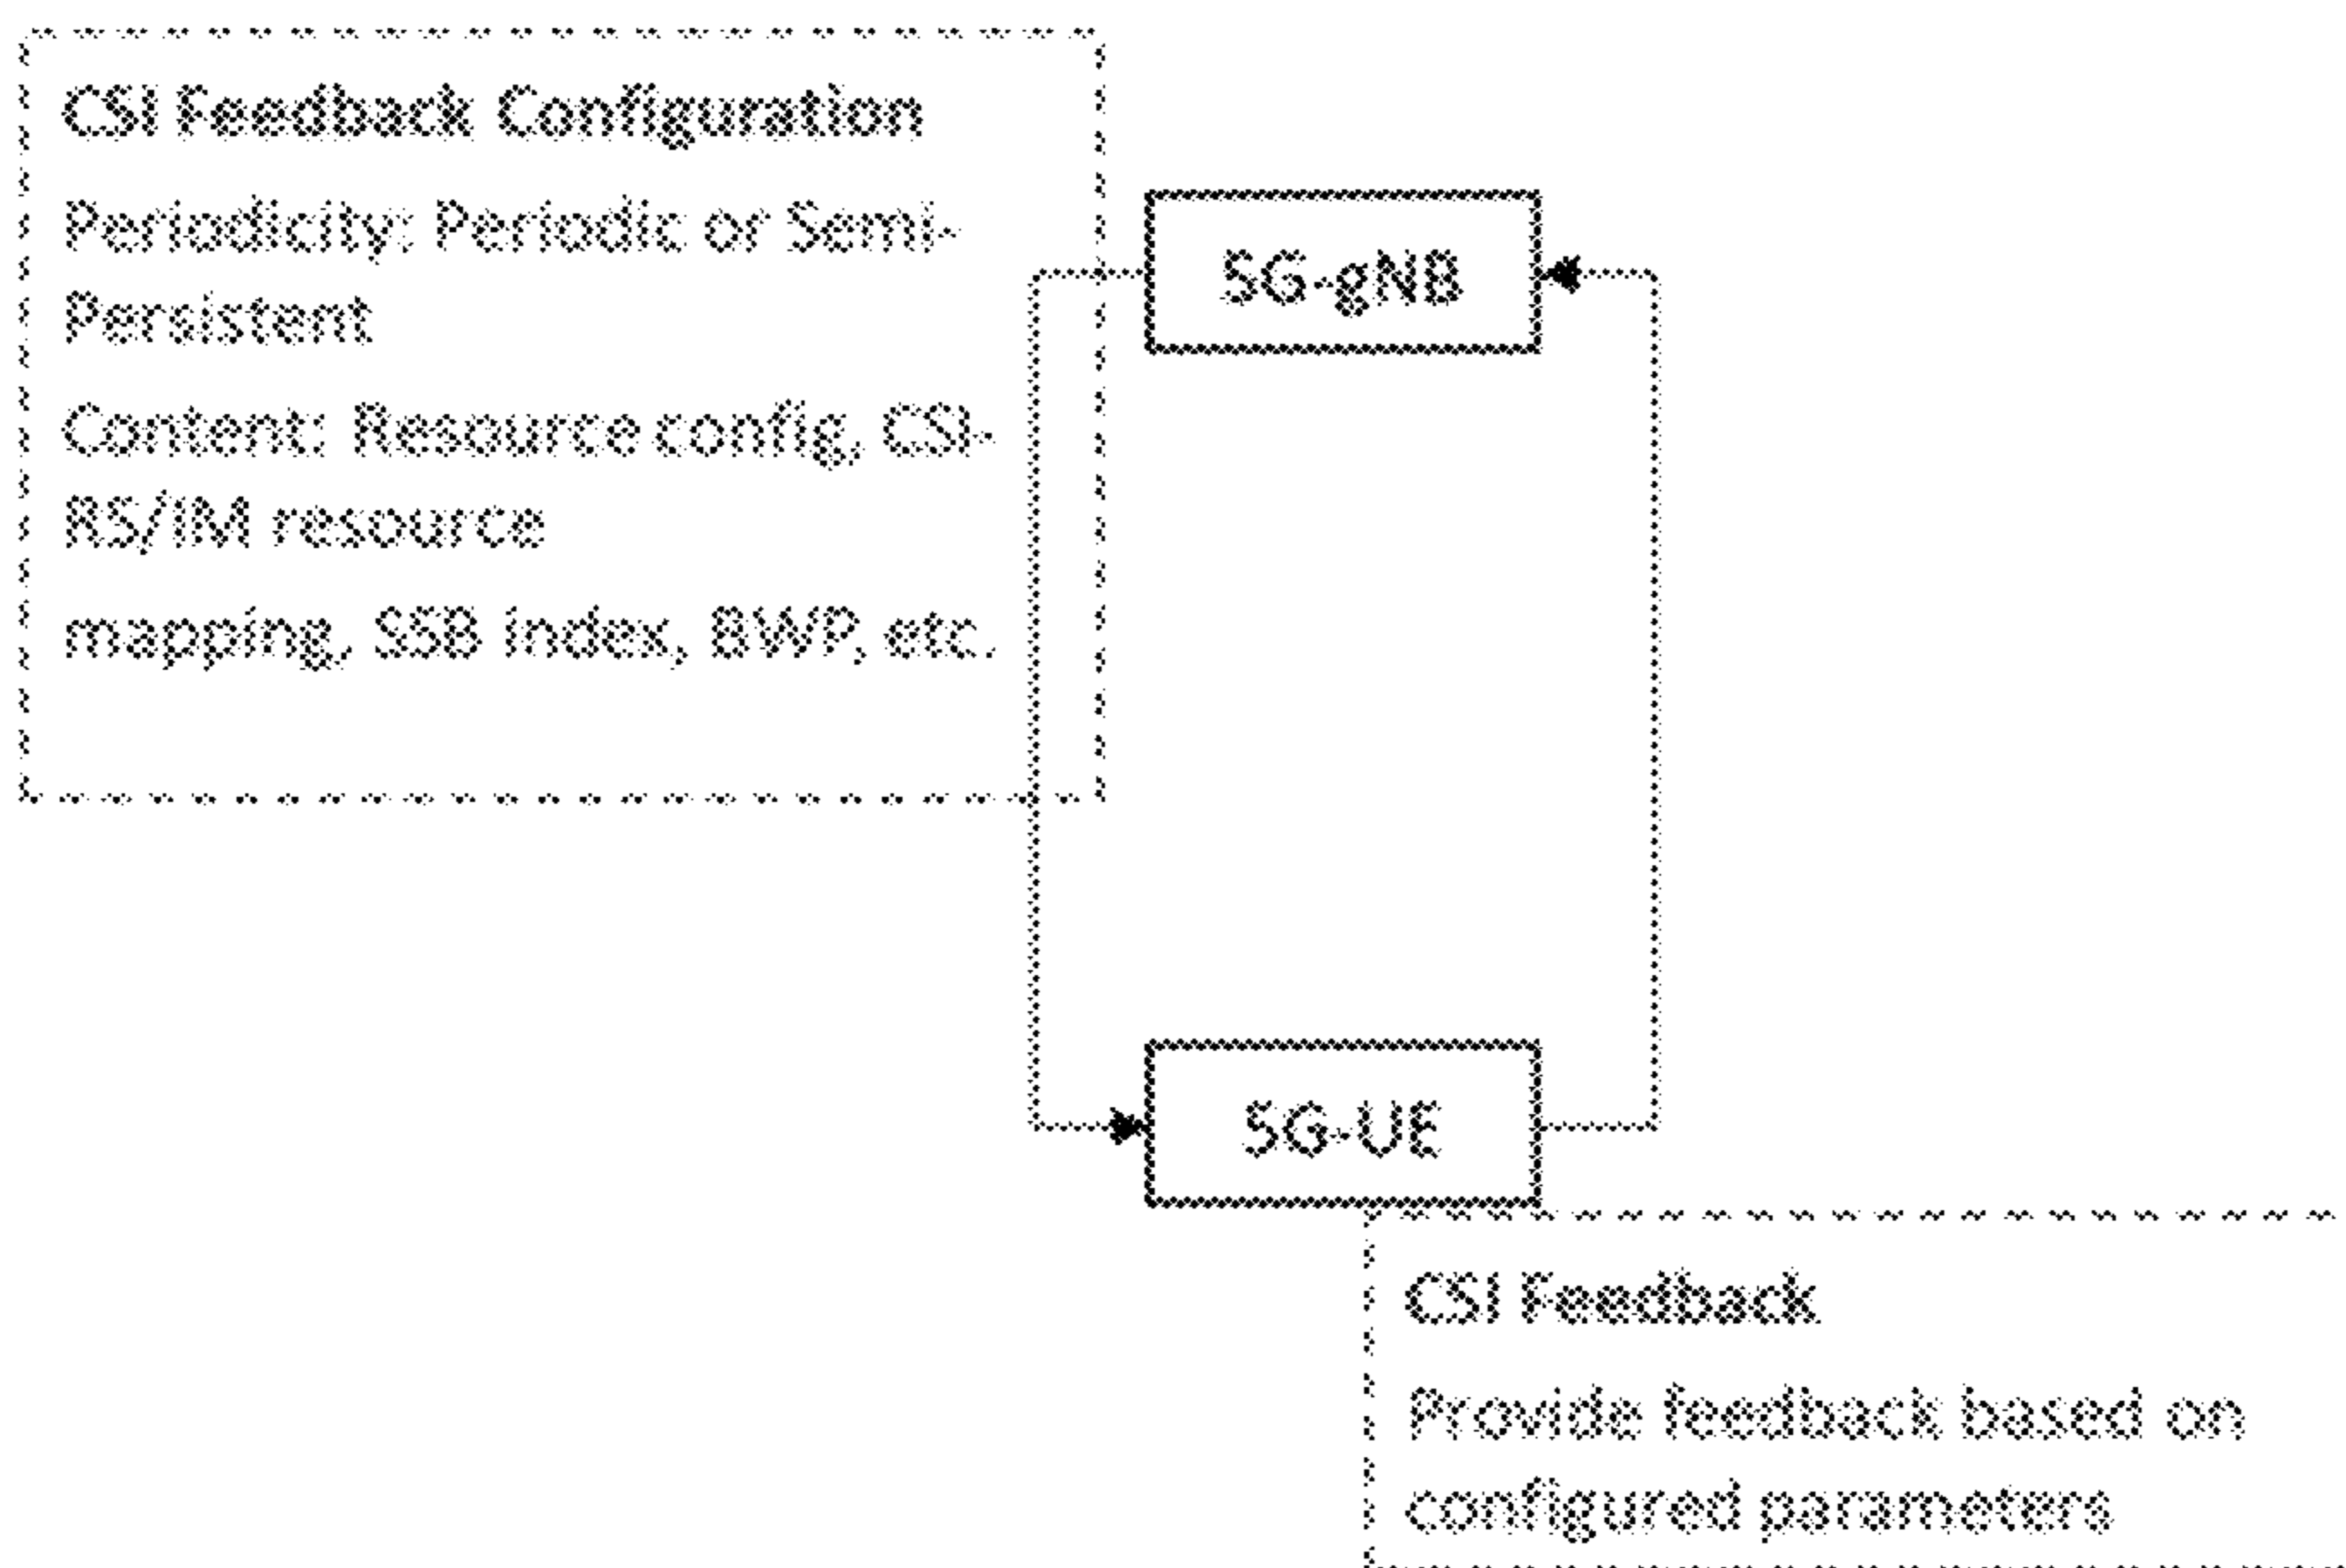 CSI Feedback Configuration
Periodicity: Periodic or Semi-
Persistent
Content: Resource config, CSI-
RS/IM resource
mapping, SSB index, BWP, etc.
5G-gNB
5G-UE
CSI Feedback
Provide feedback based on
configured parameters